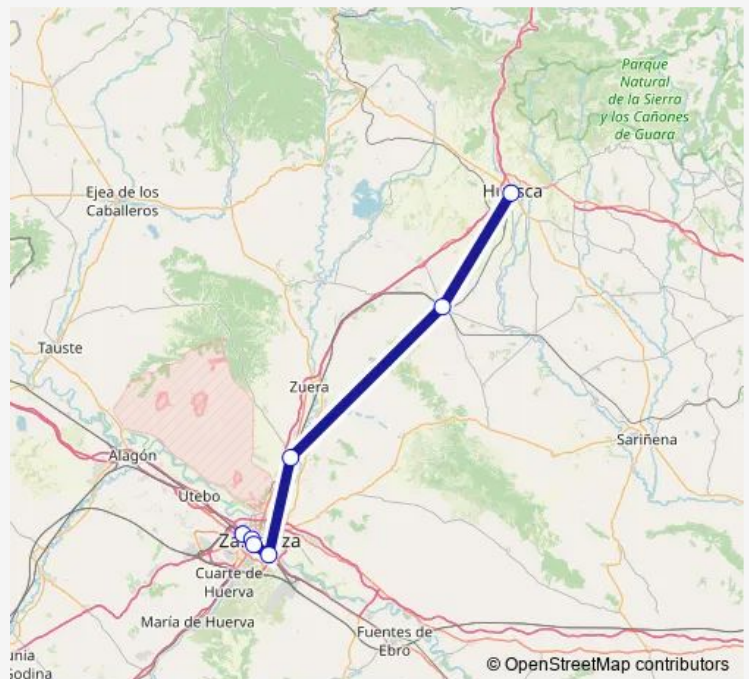 Parque
Natural
de la Sierra
y los Cañones
de Guara
Ejea de los
Caballeros
Tauste
Zuera
Sariñena
Alagón
Utebo
Cuarte de
Huerva
María de Huerva
Fuentes de
Ebro
© OpenStreetMap contributors